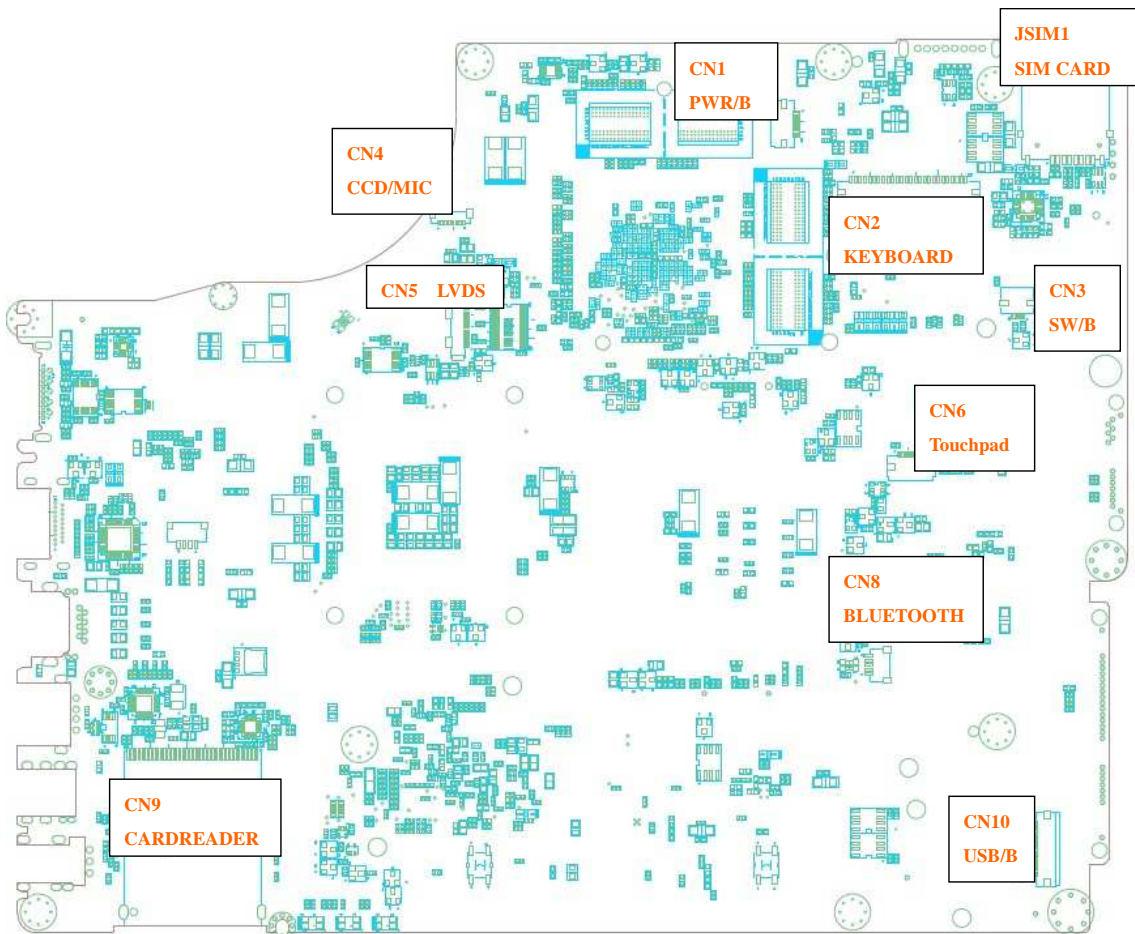 JSIM1
SIM CARD
CN1
PWR/B
CN4
CCD/MIC
CN2
KEYBOARD
CN5 LVDS
CN3
SW/B
CN6
Touchpad
CN8
BLUETOOTH
CN9
CARDREADER
CN10
USB/B